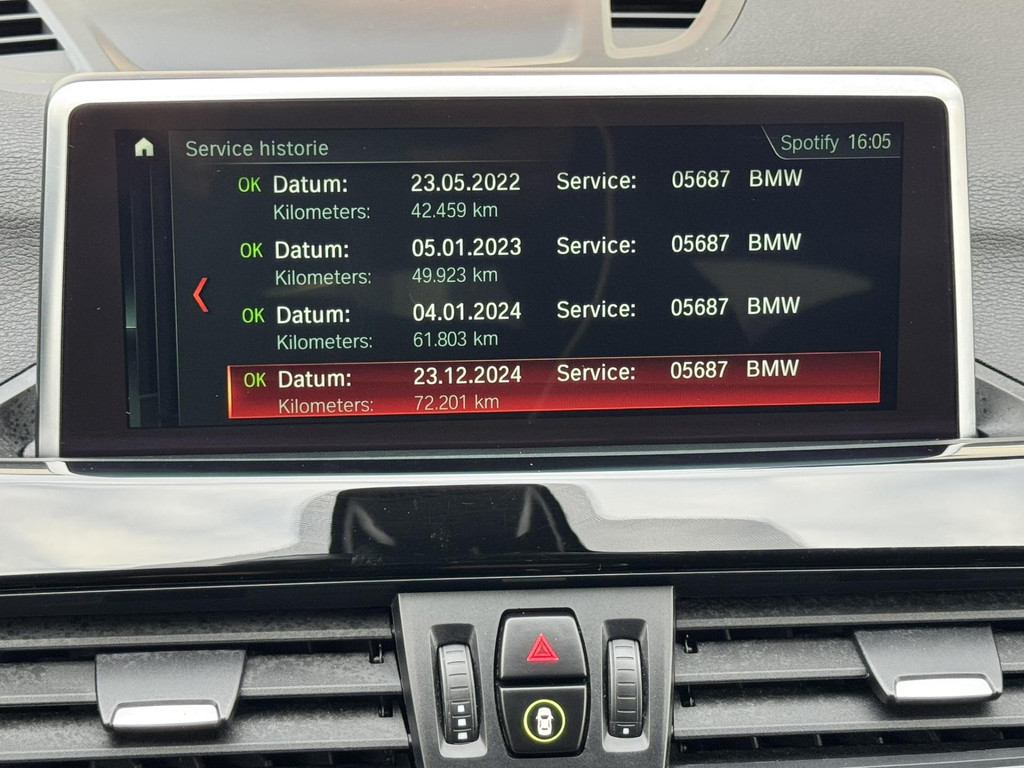 Service historie Spotify 16:05
OK Datum: 23.05.2022 Service: 05687 BMW
Kilometers: 42.459 km
OK Datum: 05.01.2023 Service: 05687 BMW
Kilometers: 49.923 km
OK Datum: 04.01.2024 Service: 05687 BMW
Kilometers: 61.803 km
OK Datum: 23.12.2024 Service: 05687 BMW
Kilometers: 72.201 km